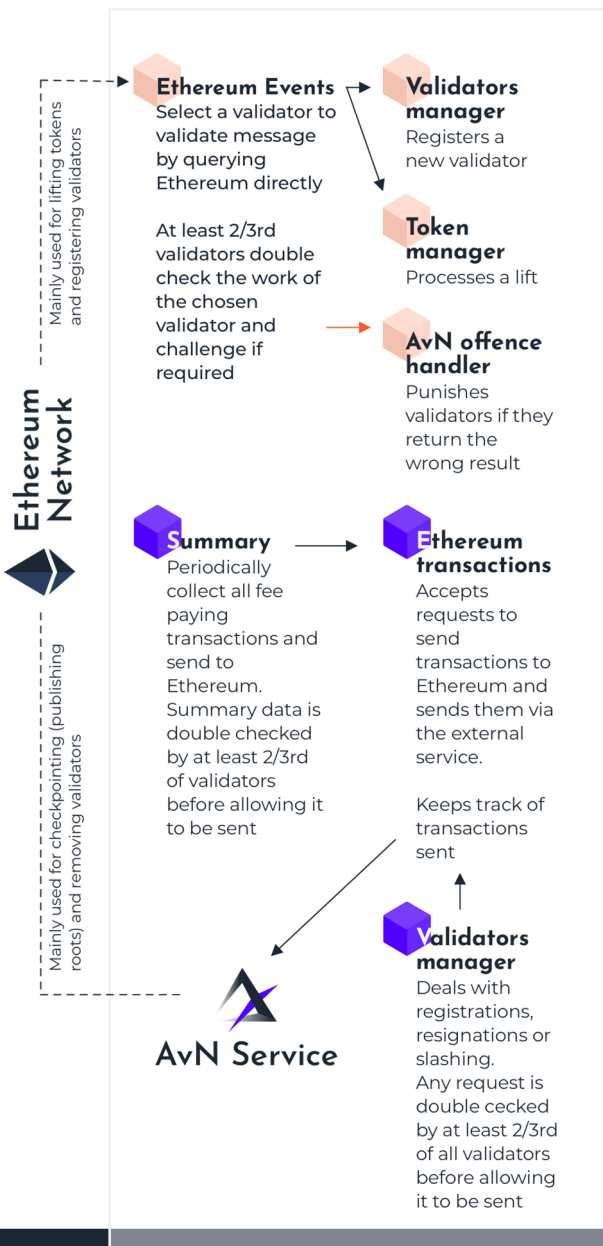 Ethereum Events
Select a validator to
validate message
by querying
Ethereum directly
At least 2/3rd
validators double
check the work of
the chosen
validator and
challenge if
required
Validators
manager
Registers a
new validator
Token
manager
Processes a lift
AvN offence
handler
Punishes
validators if they
return the
wrong result
Mainly used for lifting tokens
and registering validators
Ethereum
Network
Mainly used for checkpointing (publishing
roots) and removing validators
Summary
Periodically
collect all fee
paying
transactions and
send to
Ethereum.
Summary data is
double checked
by at least 2/3rd
of validators
before allowing it
to be sent
Ethereum
transactions
Accepts
requests to
send
transactions to
Ethereum and
sends them via
the external
service.
Keeps track of
transactions
sent
AvN Service
Validators
manager
Deals with
registrations,
resignations or
slashing.
Any request is
double cecked
by at least 2/3rd
of all validators
before allowing
it to be sent